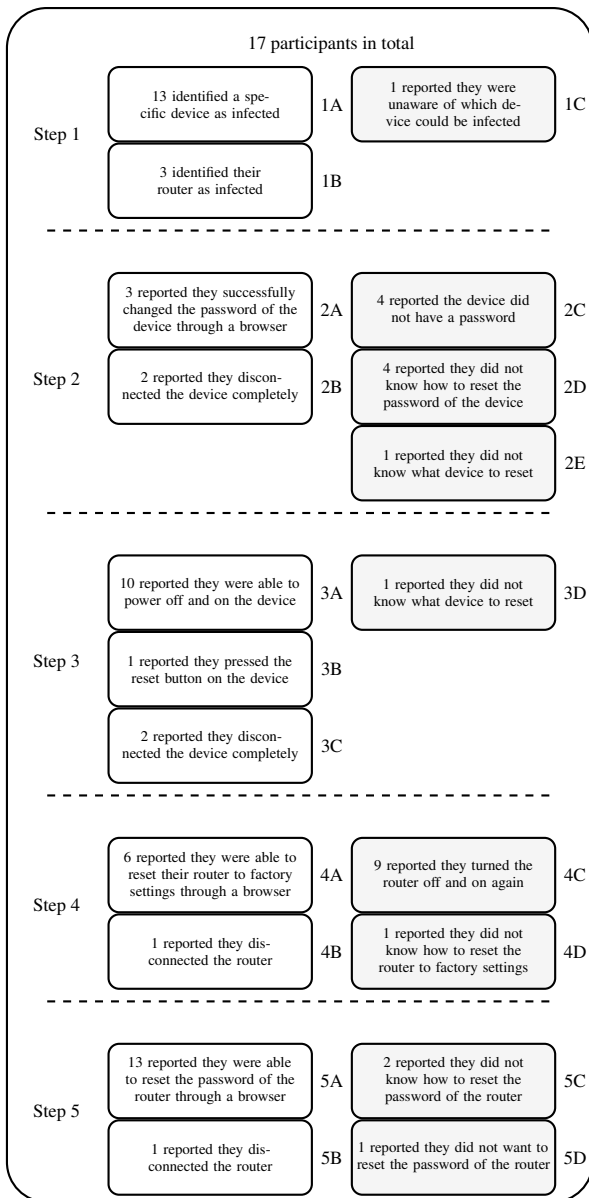 17 participants in total
Step 1
13 identified a spe-
cific device as infected
1A
1 reported they were
unaware of which de-
vice could be infected
1C
3 identified their
router as infected
1B
Step 2
3 reported they successfully
changed the password of the
device through a browser
2A
4 reported the device did
not have a password
2C
2 reported they discon-
nected the device completely
2B
4 reported they did not
know how to reset the
password of the device
2D
1 reported they did not
know what device to reset
2E
Step 3
10 reported they were able to
power off and on the device
3A
1 reported they did not
know what device to reset
3D
1 reported they pressed the
reset button on the device
3B
2 reported they discon-
nected the device completely
3C
Step 4
6 reported they were able to
reset their router to factory
settings through a browser
4A
9 reported they turned the
router off and on again
4C
1 reported they dis-
connected the router
4B
1 reported they did not
know how to reset the
router to factory settings
4D
Step 5
13 reported they were able
to reset the password of the
router through a browser
5A
2 reported they did not
know how to reset the
password of the router
5C
1 reported they dis-
connected the router
5B
1 reported they did not want to
reset the password of the router
5D